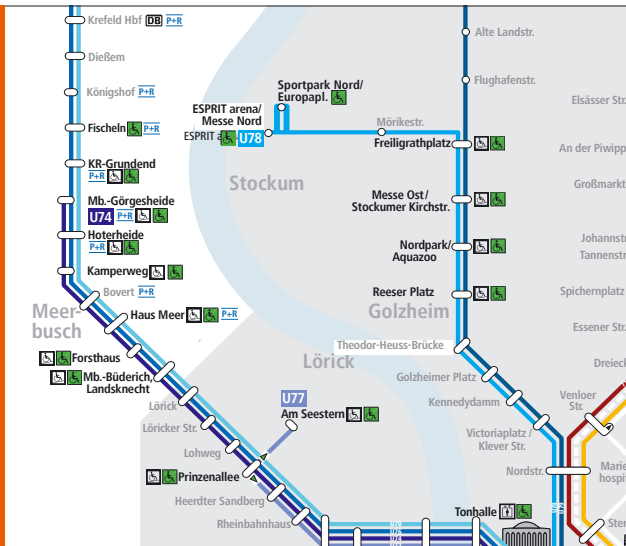 Krefeld Hbf DB P+R
Dießem
Königshof P+R
Fischeln P+R
KR-Grundend
P+R
Mb.-Görgesheide
U74 P+R
Hoterheide
P+R
Kamperweg
Bovert P+R
Meer-
busch
Haus Meer P+R
Forsthaus
Mb.-Büderich,
Landsknecht
Lörick
Löricker Str.
Lohweg
Prinzenallee
Heerdter Sandberg
Rheinbahnhaus
Sportpark Nord/
Europapl.
ESPRIT arena/
Messe Nord
ESPRIT
U78
Stockum
Mörikestr.
Freiligrathplatz
Messe Ost/
Stockumer Kirchstr.
Nordpark/
Aquazoo
Reeser Platz
Golzheim
Theodor-Heuss-Brücke
Lörick
U77
Am Seestern
Golzheimer Platz
Kennedydamm
Victoriaplatz /
Klever Str.
Nordstr.
Tonhalle
Alte Landstr.
Flughafenstr.
Elsässer Str.
An der Piwipp
Großmarkt
Johannstr
Tannenstr
Spichernplatz
Essener Str.
Dreieck
Venloer
Str.
Marie
hospit
Ster